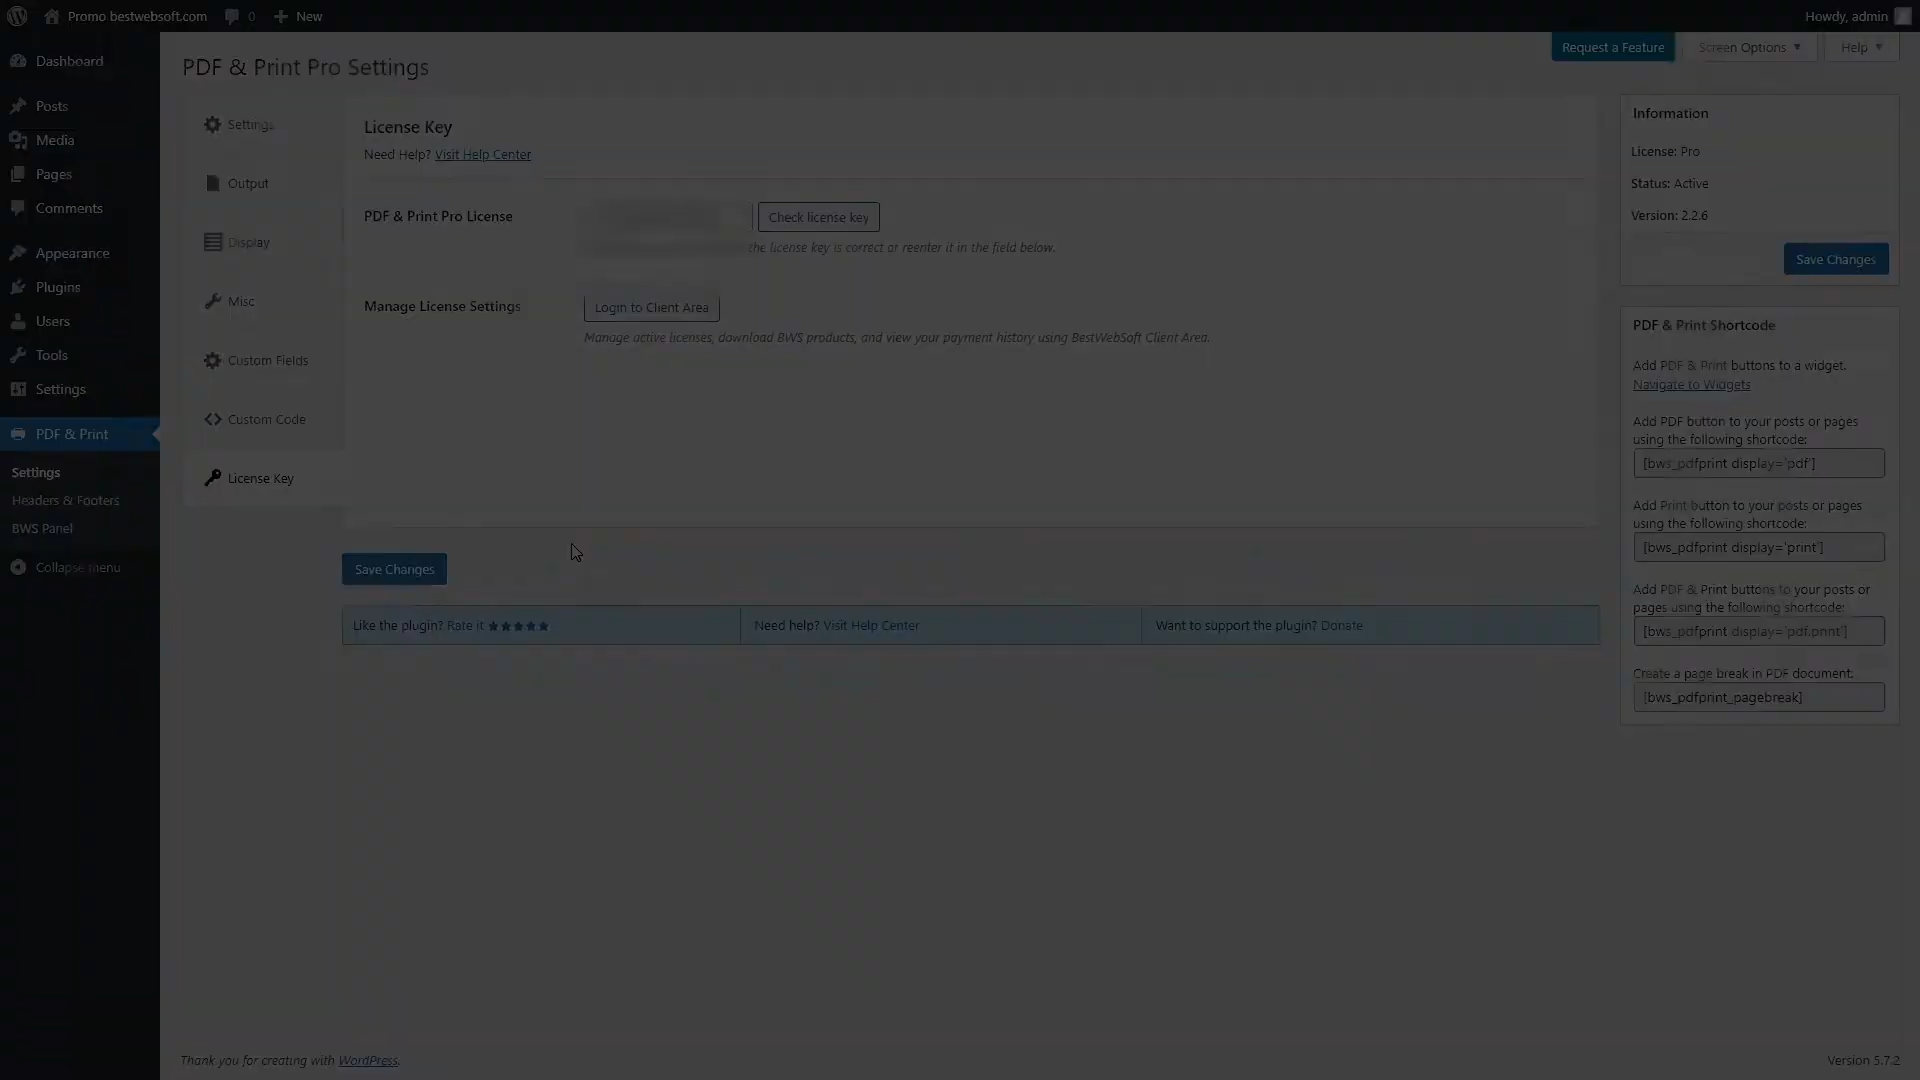 Promo bestwebsoft.com
0
New
Howdy, admin
Dashboard
Posts
Media
Pages
Comments
Appearance
Plugins
Users
Tools
Settings
PDF & Print
Settings
Headers & Footers
BWS Panel
Collapse menu
PDF & Print Pro Settings
Request a Feature
Screen Options
Help
Settings
Output
Display
Misc
Custom Fields
Custom Code
License Key
License Key
Need Help? Visit Help Center
PDF & Print Pro License
Check license key
the license key is correct or reenter it in the field below.
Manage License Settings
Login to Client Area
Manage active licenses, download BWS products, and view your payment history using BestWebSoft Client Area.
Save Changes
Like the plugin? Rate it ★★★★★
Need help? Visit Help Center
Want to support the plugin? Donate
Information
License: Pro
Status: Active
Version: 2.2.6
Save Changes
PDF & Print Shortcode
Add PDF & Print buttons to a widget.
Navigate to Widgets
Add PDF button to your posts or pages
using the following shortcode:
[bws_pdfprint display='pdf']
Add Print button to your posts or pages
using the following shortcode:
[bws_pdfprint display='print']
Add PDF & Print buttons to your posts or
pages using the following shortcode:
[bws_pdfprint display='pdf,print']
Create a page break in PDF document:
[bws_pdfprint_pagebreak]
Thank you for creating with WordPress.
Version 5.7.2